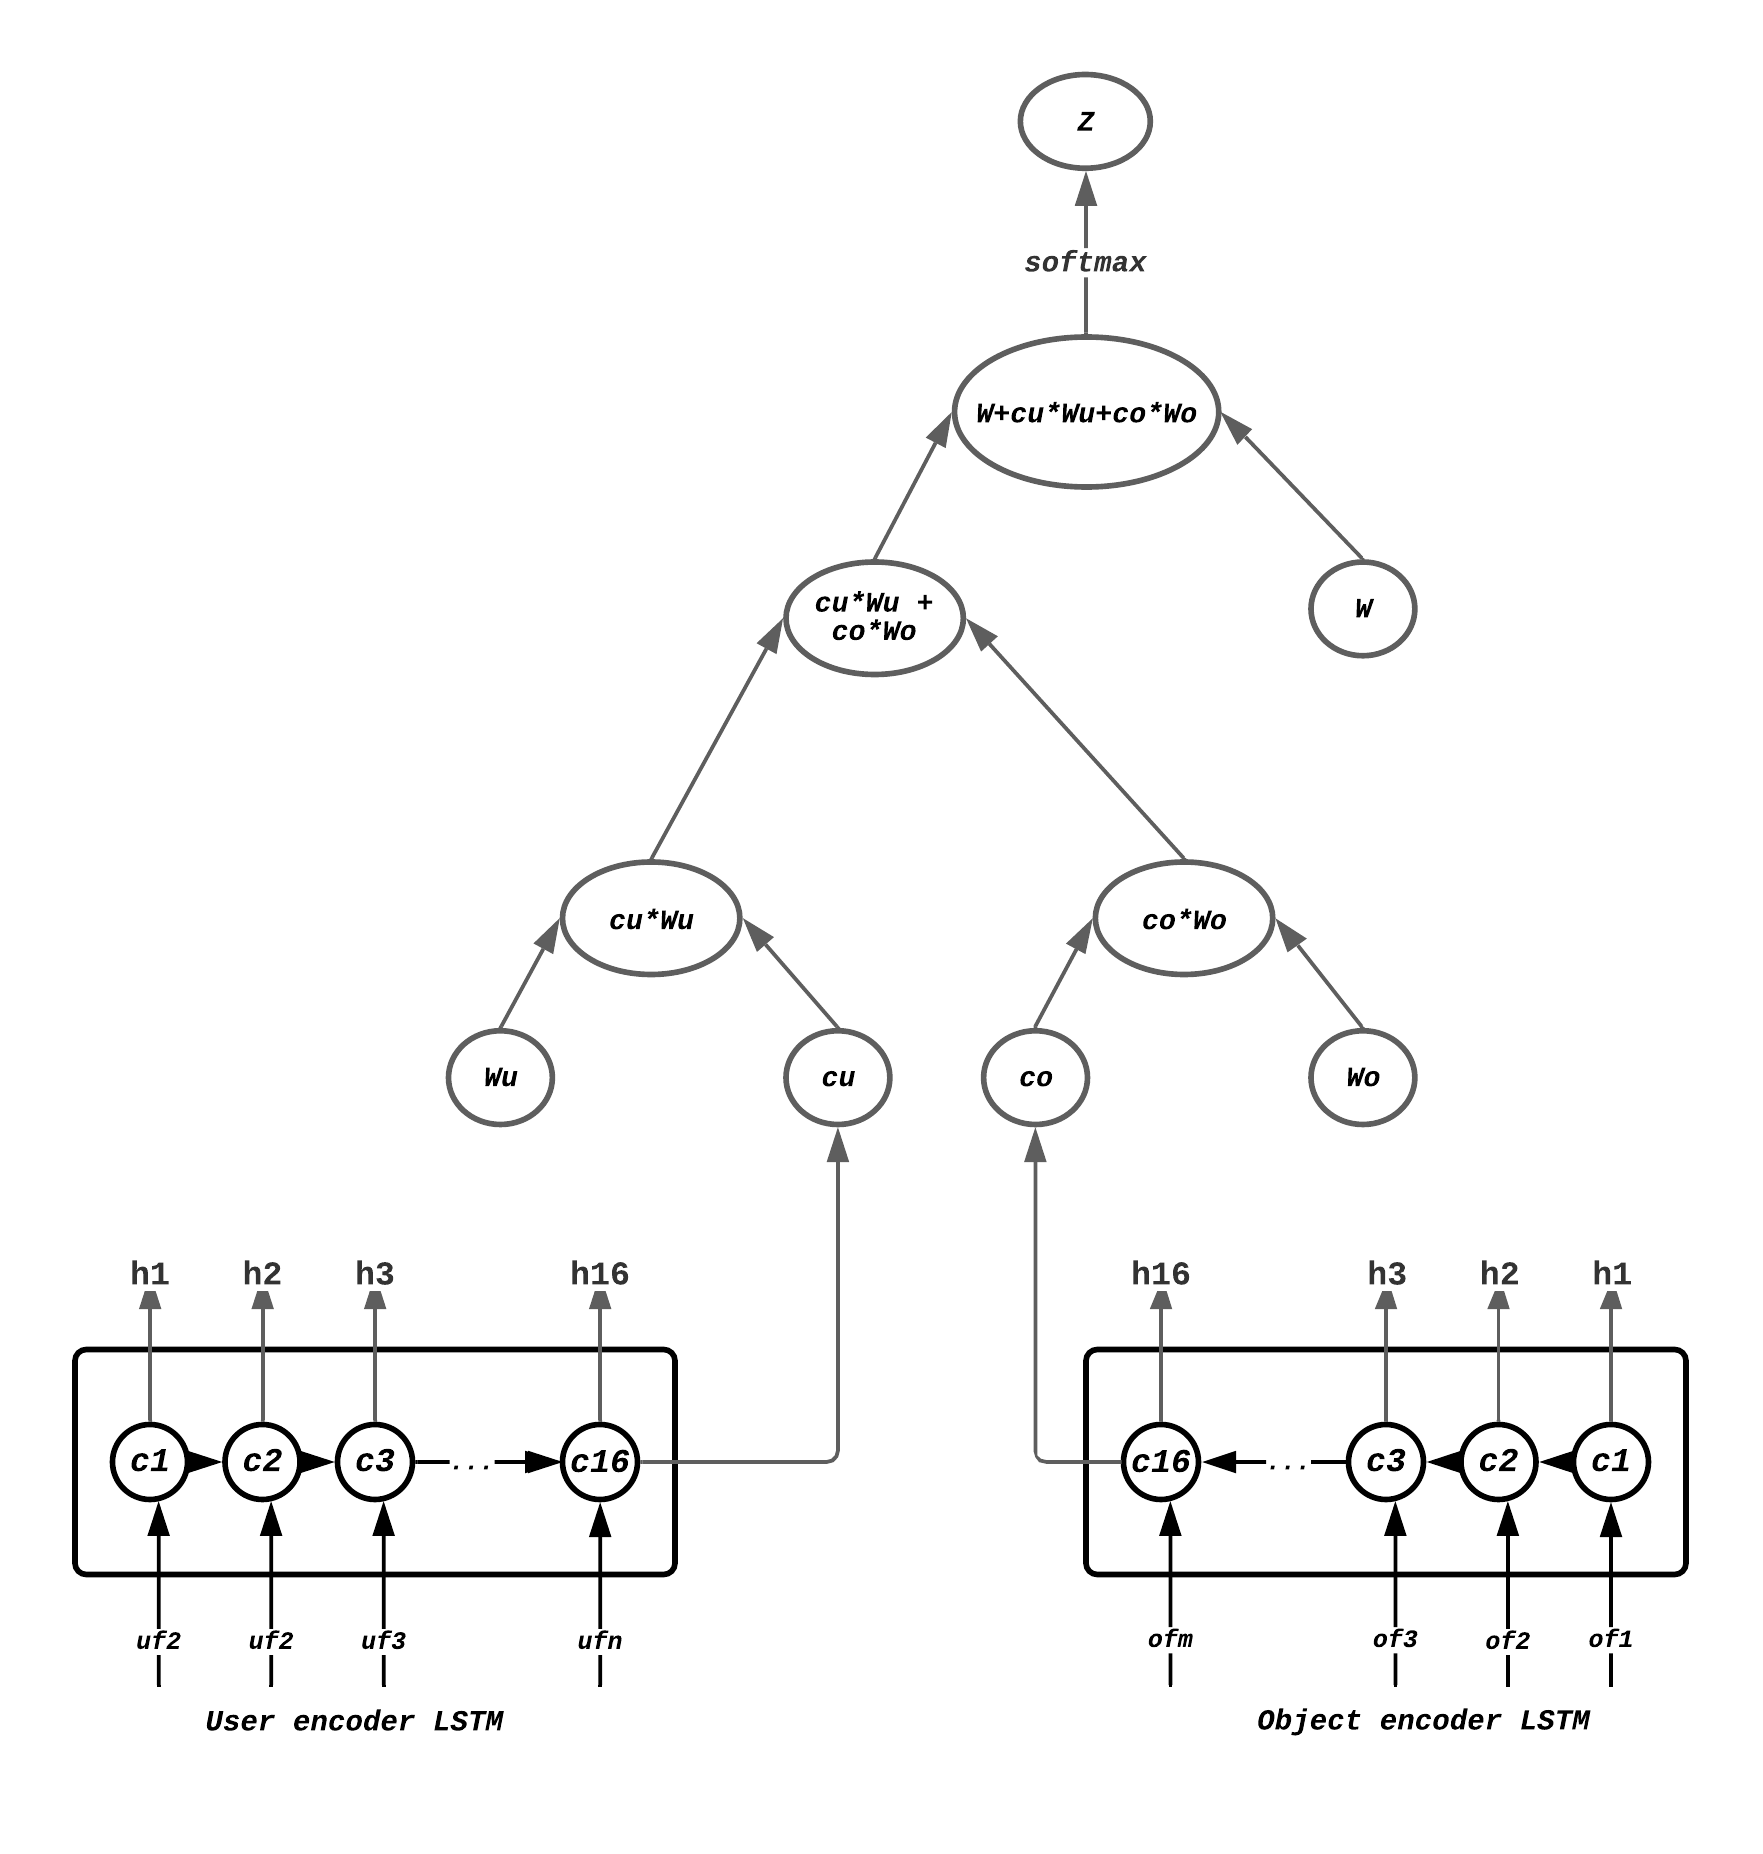 Z
softmax
W+cu*Wu+co*Wo
cu*Wu +
co*Wo
W
cu*Wu
co*Wo
Wu
cu
co
Wo
h1
h2
h3
h16
h16
h3
h2
h1
c1
c2
c3
...
c16
c16
...
c3
c2
c1
uf2
uf2
uf3
ufn
ofm
of3
of2
of1
User encoder LSTM
Object encoder LSTM